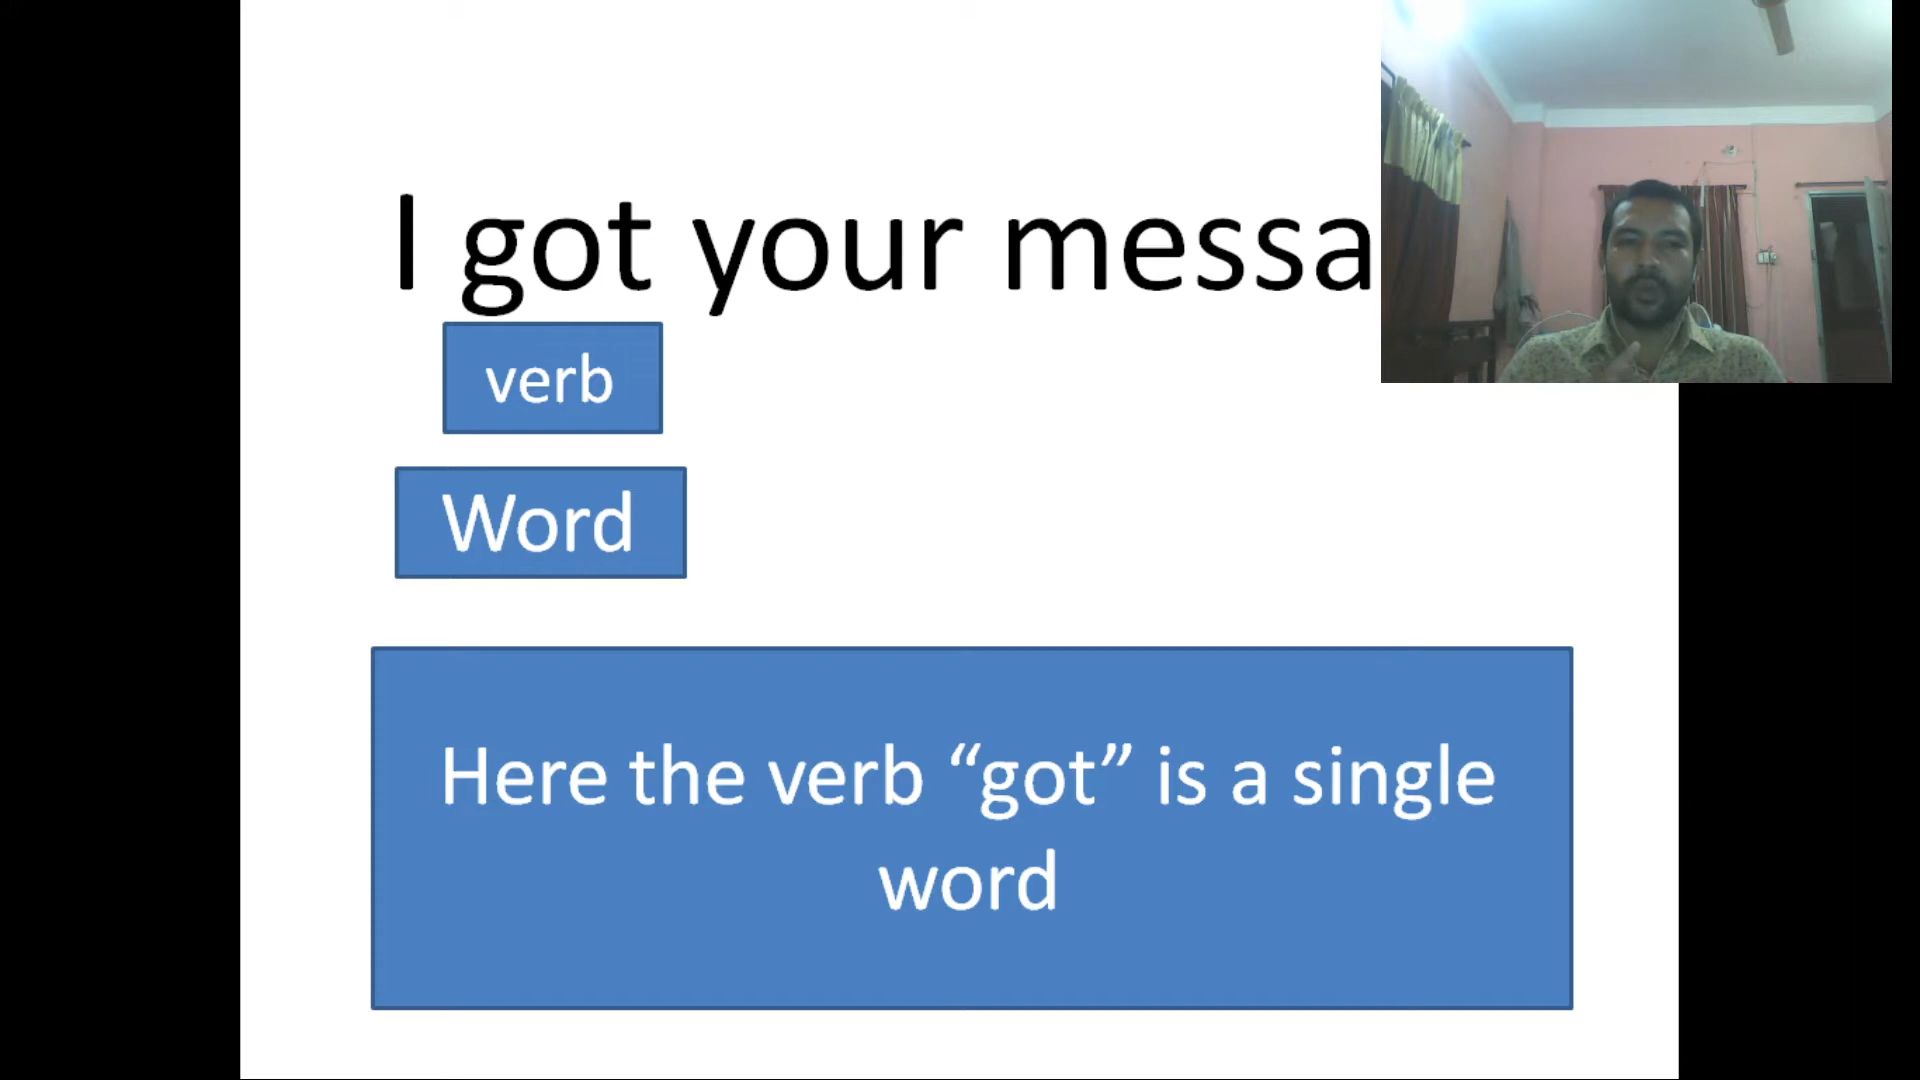 I got your messa
verb
Word
Here the verb “got” is a single
word